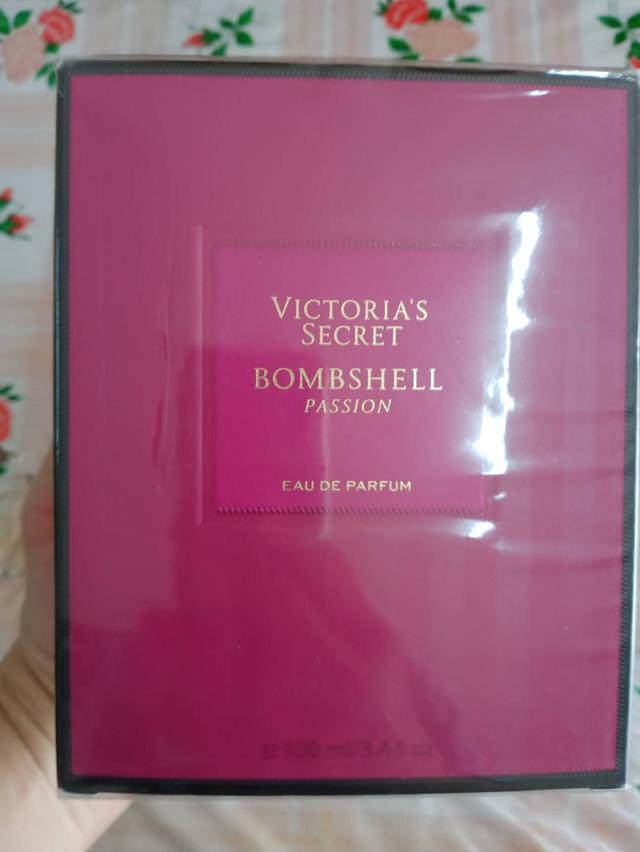 VICTORIA'S
SECRET
BOMBSHELL
PASSION
EAU DE PARFUM
e 100 ml/3.4 fl oz